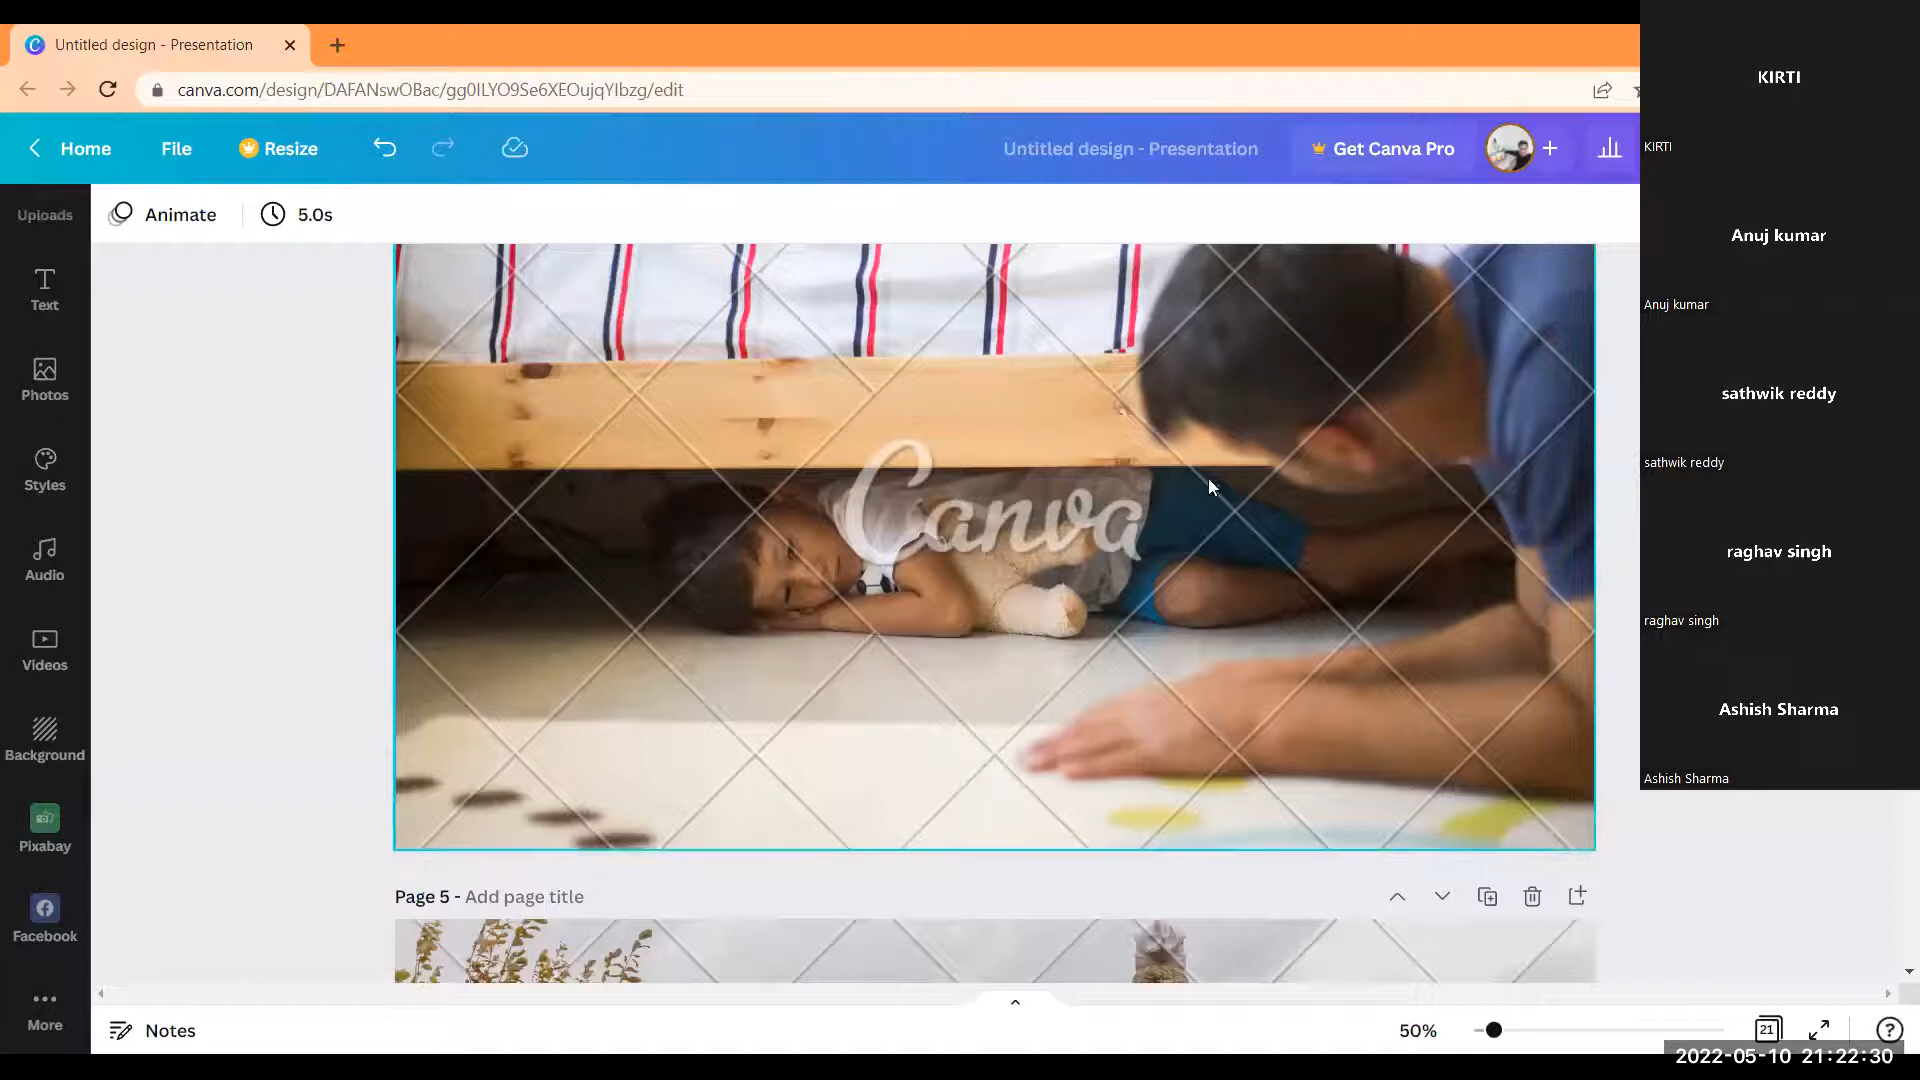 Untitled design - Presentation
canva.com/design/DAFANswOBac/gg0ILYO9Se6XEOujqYIbzg/edit
Home
File
Resize
Untitled design - Presentation
Get Canva Pro
Uploads
Animate
5.0s
Text
Photos
Styles
Audio
Videos
Background
Pixabay
Facebook
More
Canva
Page 5 - Add page title
Notes
50%
21
?
KIRTI
KIRTI
Anuj kumar
Anuj kumar
sathwik reddy
sathwik reddy
raghav singh
raghav singh
Ashish Sharma
Ashish Sharma
2022-05-10 21:22:30